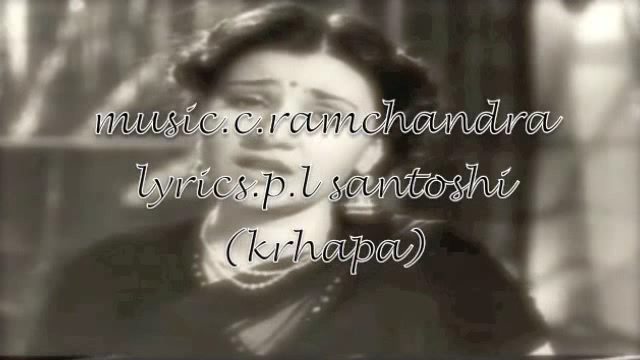 music.c.ramchandra
lyrics.p.l santoshi
(krhapa)